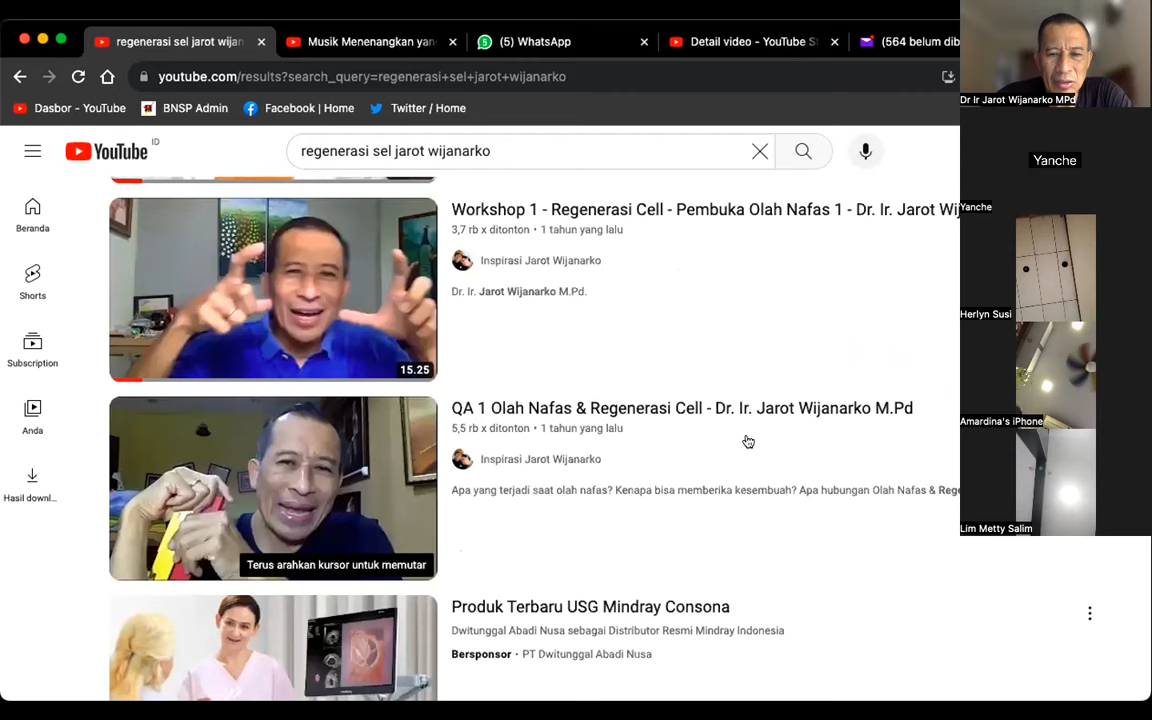 regenerasi sel jarot wijan
Musik Menenangkan yan
(5) WhatsApp
Detail video - YouTube S
(564 belum dib
youtube.com/results?search_query=regenerasi+sel+jarot+wijanarko
Dasbor - YouTube
BNSP Admin
Facebook | Home
Twitter / Home
Dr Ir Jarot Wijanarko MPd
Yanche
Yanche
Herlyn Susi
Amardina's iPhone
Lim Metty Salim
YouTube ID
regenerasi sel jarot wijanarko
Beranda
Shorts
Subscription
Anda
Hasil downl...
15.25
Workshop 1 - Regenerasi Cell - Pembuka Olah Nafas 1 - Dr. Ir. Jarot Wij
3,7 rb x ditonton • 1 tahun yang lalu
Inspirasi Jarot Wijanarko
Dr. Ir. Jarot Wijanarko M.Pd.
Terus arahkan kursor untuk memutar
QA 1 Olah Nafas & Regenerasi Cell - Dr. Ir. Jarot Wijanarko M.Pd
5,5 rb x ditonton • 1 tahun yang lalu
Inspirasi Jarot Wijanarko
Apa yang terjadi saat olah nafas? Kenapa bisa memberika kesembuah? Apa hubungan Olah Nafas & Rege
Produk Terbaru USG Mindray Consona
Dwitunggal Abadi Nusa sebagai Distributor Resmi Mindray Indonesia
Bersponsor • PT Dwitunggal Abadi Nusa